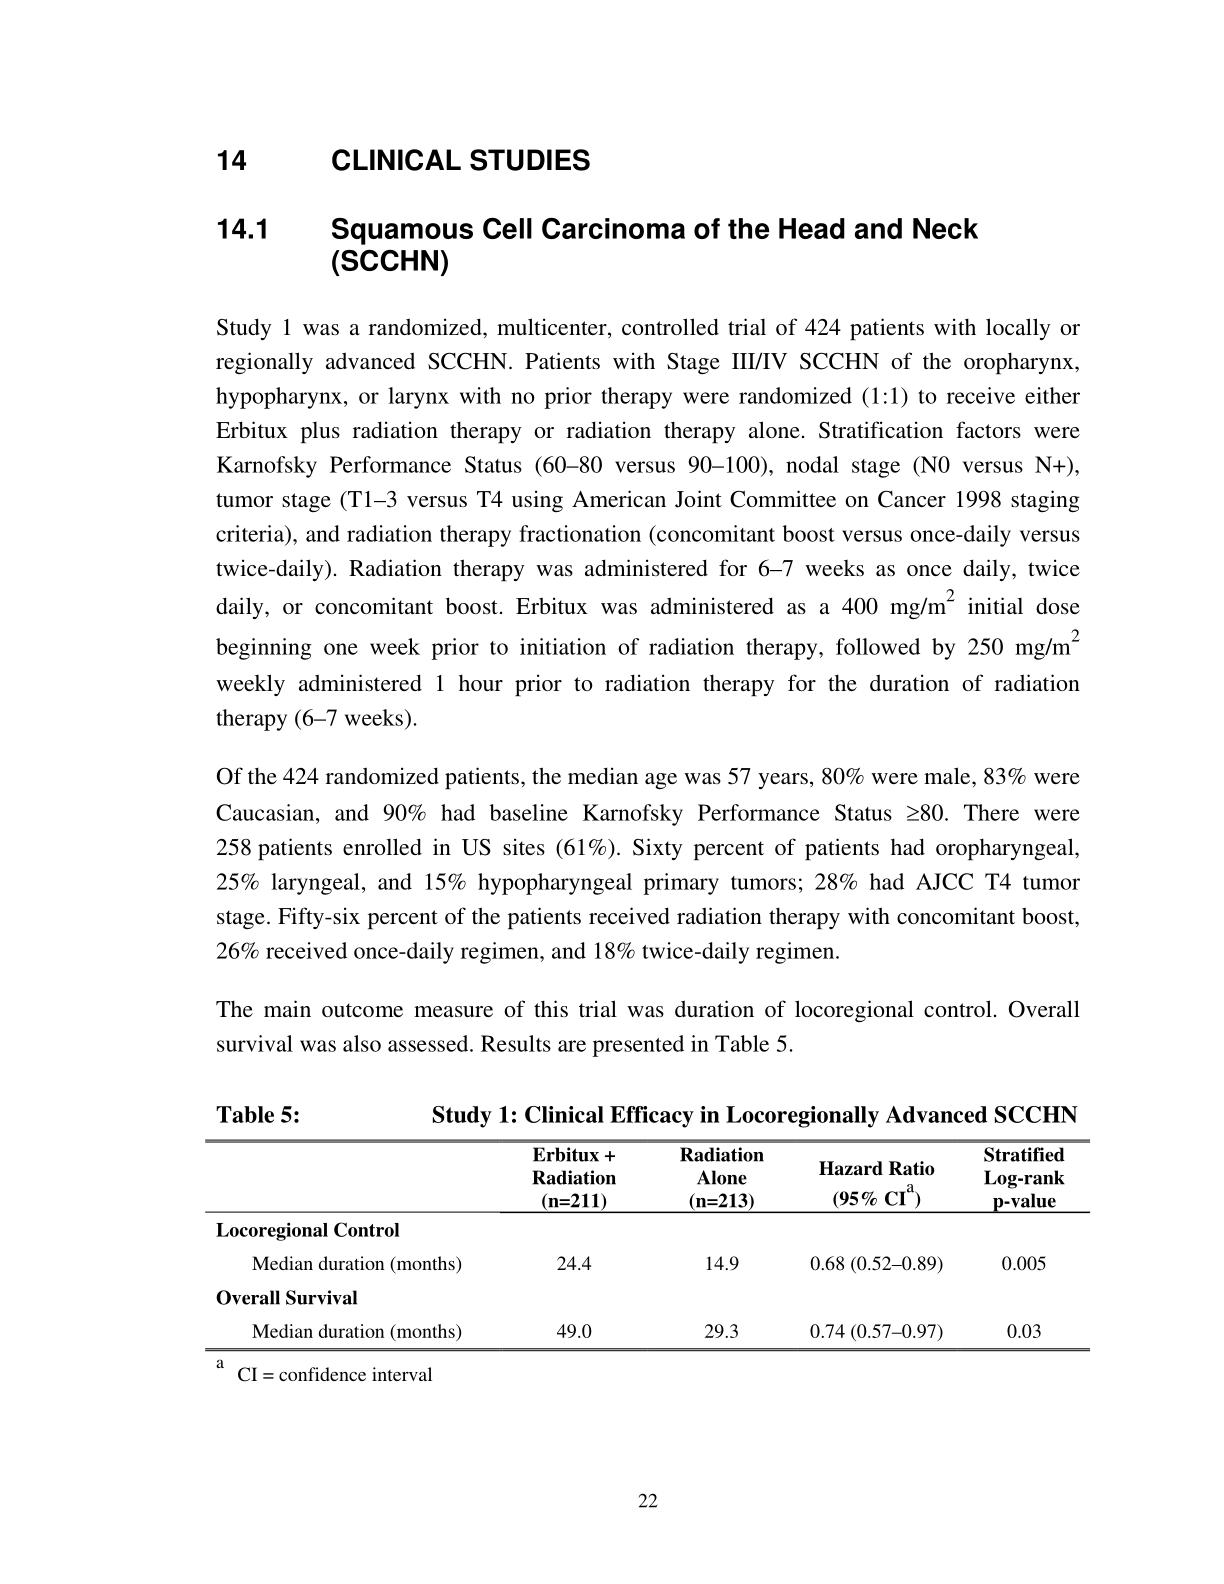 14 CLINICAL STUDIES
14.1 Squamous Cell Carcinoma of the Head and Neck
(SCCHN)
Study 1 was a randomized, multicenter, controlled trial of 424 patients with locally or
regionally advanced SCCHN. Patients with Stage III/IV SCCHN of the oropharynx,
hypopharynx, or larynx with no prior therapy were randomized (1:1) to receive either
Erbitux plus radiation therapy or radiation therapy alone. Stratification factors were
Karnofsky Performance Status (60–80 versus 90–100), nodal stage (N0 versus N+),
tumor stage (T1–3 versus T4 using American Joint Committee on Cancer 1998 staging
criteria), and radiation therapy fractionation (concomitant boost versus once-daily versus
twice-daily). Radiation therapy was administered for 6–7 weeks as once daily, twice
daily, or concomitant boost. Erbitux was administered as a 400 mg/m² initial dose
beginning one week prior to initiation of radiation therapy, followed by 250 mg/m²
weekly administered 1 hour prior to radiation therapy for the duration of radiation
therapy (6–7 weeks).
Of the 424 randomized patients, the median age was 57 years, 80% were male, 83% were
Caucasian, and 90% had baseline Karnofsky Performance Status ≥80. There were
258 patients enrolled in US sites (61%). Sixty percent of patients had oropharyngeal,
25% laryngeal, and 15% hypopharyngeal primary tumors; 28% had AJCC T4 tumor
stage. Fifty-six percent of the patients received radiation therapy with concomitant boost,
26% received once-daily regimen, and 18% twice-daily regimen.
The main outcome measure of this trial was duration of locoregional control. Overall
survival was also assessed. Results are presented in Table 5.
Table 5: Study 1: Clinical Efficacy in Locoregionally Advanced SCCHN
Erbitux + Radiation Stratified
Radiation Alone Hazard Ratio Log-rank
(n=211) (n=213) (95% CIᵃ) p-value
Locoregional Control
Median duration (months) 24.4 14.9 0.68 (0.52–0.89) 0.005
Overall Survival
Median duration (months) 49.0 29.3 0.74 (0.57–0.97) 0.03
ᵃ CI = confidence interval
22